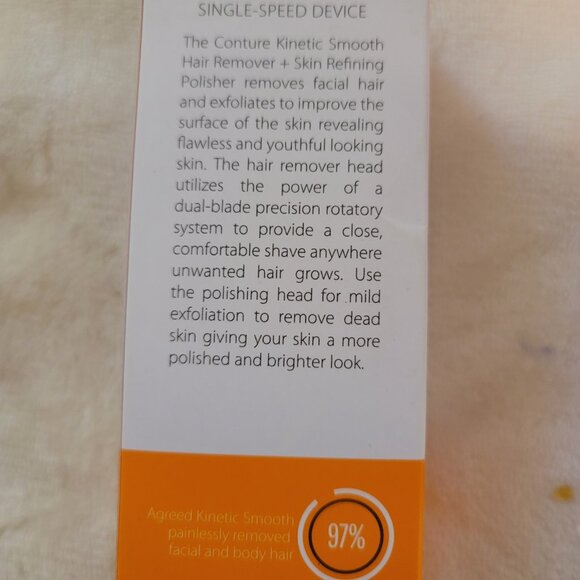 SINGLE-SPEED DEVICE
The Conture Kinetic Smooth
Hair Remover + Skin Refining
Polisher removes facial hair
and exfoliates to improve the
surface of the skin revealing
flawless and youthful looking
skin. The hair remover head
utilizes the power of a
dual-blade precision rotatory
system to provide a close,
comfortable shave anywhere
unwanted hair grows. Use
the polishing head for mild
exfoliation to remove dead
skin giving your skin a more
polished and brighter look.
Agreed Kinetic Smooth
painlessly removed
facial and body hair
97%